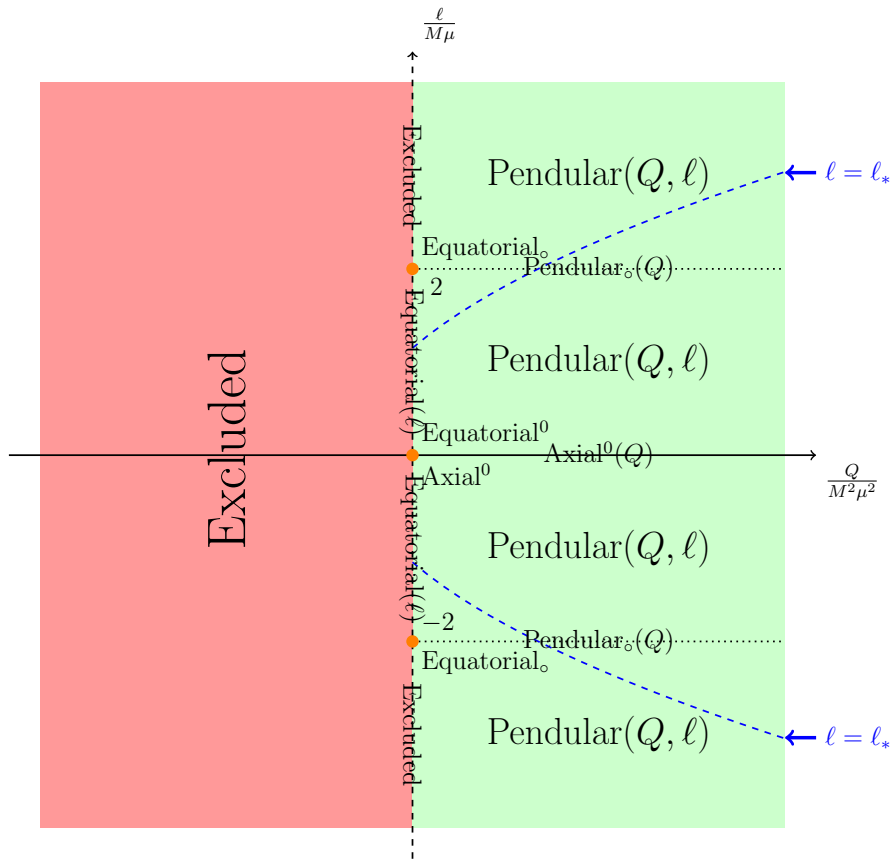 ℓ/Mμ
Excluded
Pendular(Q, ℓ)
ℓ = ℓ∗
Equatorial∘
Pendular∘(Q)
2
Equatorial(ℓ)
Pendular(Q, ℓ)
Excluded
Equatorial⁰
Axial⁰(Q)
Axial⁰
Q/M²μ²
Equatorial(ℓ)
Pendular(Q, ℓ)
−2
Pendular∘(Q)
Equatorial∘
Excluded
Pendular(Q, ℓ)
ℓ = ℓ∗